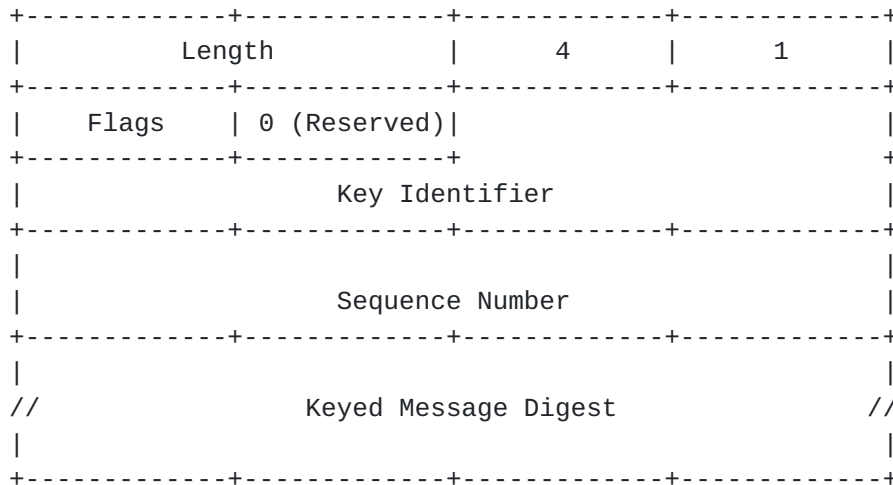 +-------------+-------------+-------------+-------------+
| Length | 4 | 1 |
+-------------+-------------+-------------+-------------+
| Flags | 0 (Reserved)| |
+-------------+-------------+ +
| Key Identifier |
+-------------+-------------+-------------+-------------+
| |
| Sequence Number |
+-------------+-------------+-------------+-------------+
| |
// Keyed Message Digest //
| |
+-------------+-------------+-------------+-------------+